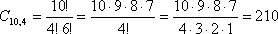 C₁₀,₄ = 10! / 4! 6! = 10 · 9 · 8 · 7 / 4! = 10 · 9 · 8 · 7 / 4 · 3 · 2 · 1 = 210